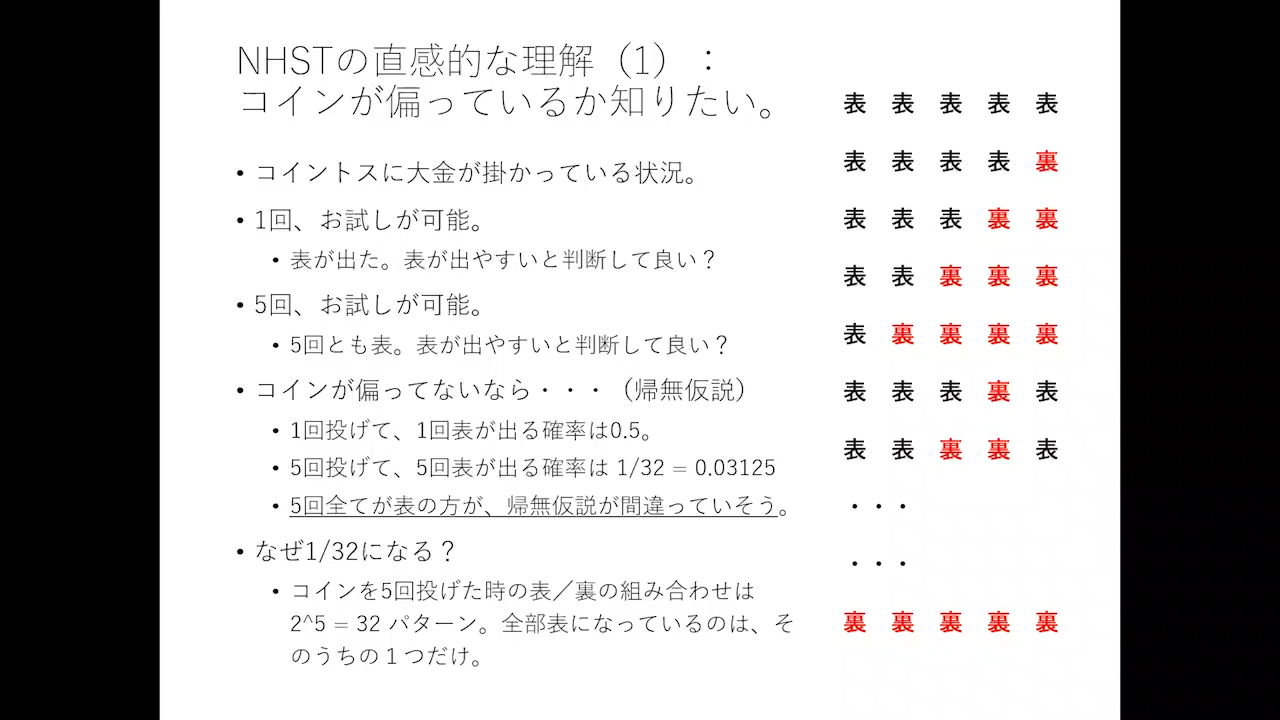 NHSTの直感的な理解（1）：
コインが偏っているか知りたい。
• コイントスに大金が掛かっている状況。
• 1回、お試しが可能。
• 表が出た。表が出やすいと判断して良い？
• 5回、お試しが可能。
• 5回とも表。表が出やすいと判断して良い？
• コインが偏ってないなら・・・（帰無仮説）
• 1回投げて、1回表が出る確率は0.5。
• 5回投げて、5回表が出る確率は 1/32 = 0.03125
• 5回全てが表の方が、帰無仮説が間違っていそう。
• なぜ1/32になる？
• コインを5回投げた時の表／裏の組み合わせは
2^5 = 32 パターン。全部表になっているのは、そ
のうちの１つだけ。
表 表 表 表 表
表 表 表 表 裏
表 表 表 裏 裏
表 表 裏 裏 裏
表 裏 裏 裏 裏
表 表 表 裏 表
表 表 裏 裏 表
・・・
・・・
裏 裏 裏 裏 裏